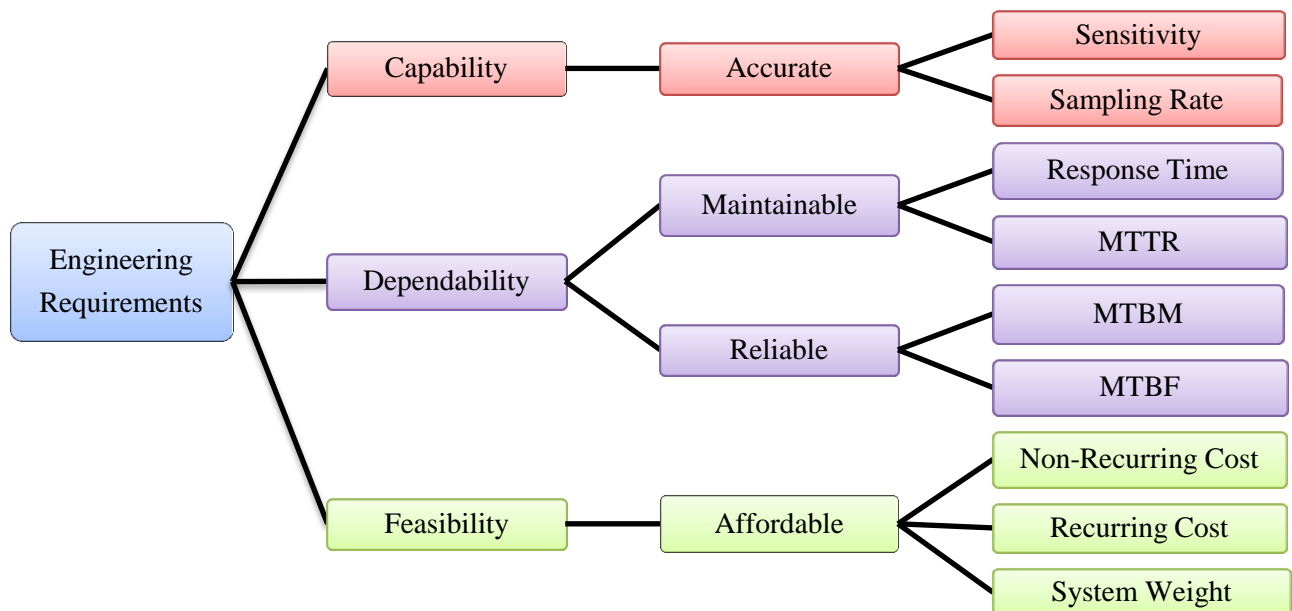 Engineering
Requirements
Capability
Accurate
Sensitivity
Sampling Rate
Dependability
Maintainable
Response Time
MTTR
Reliable
MTBM
MTBF
Feasibility
Affordable
Non-Recurring Cost
Recurring Cost
System Weight